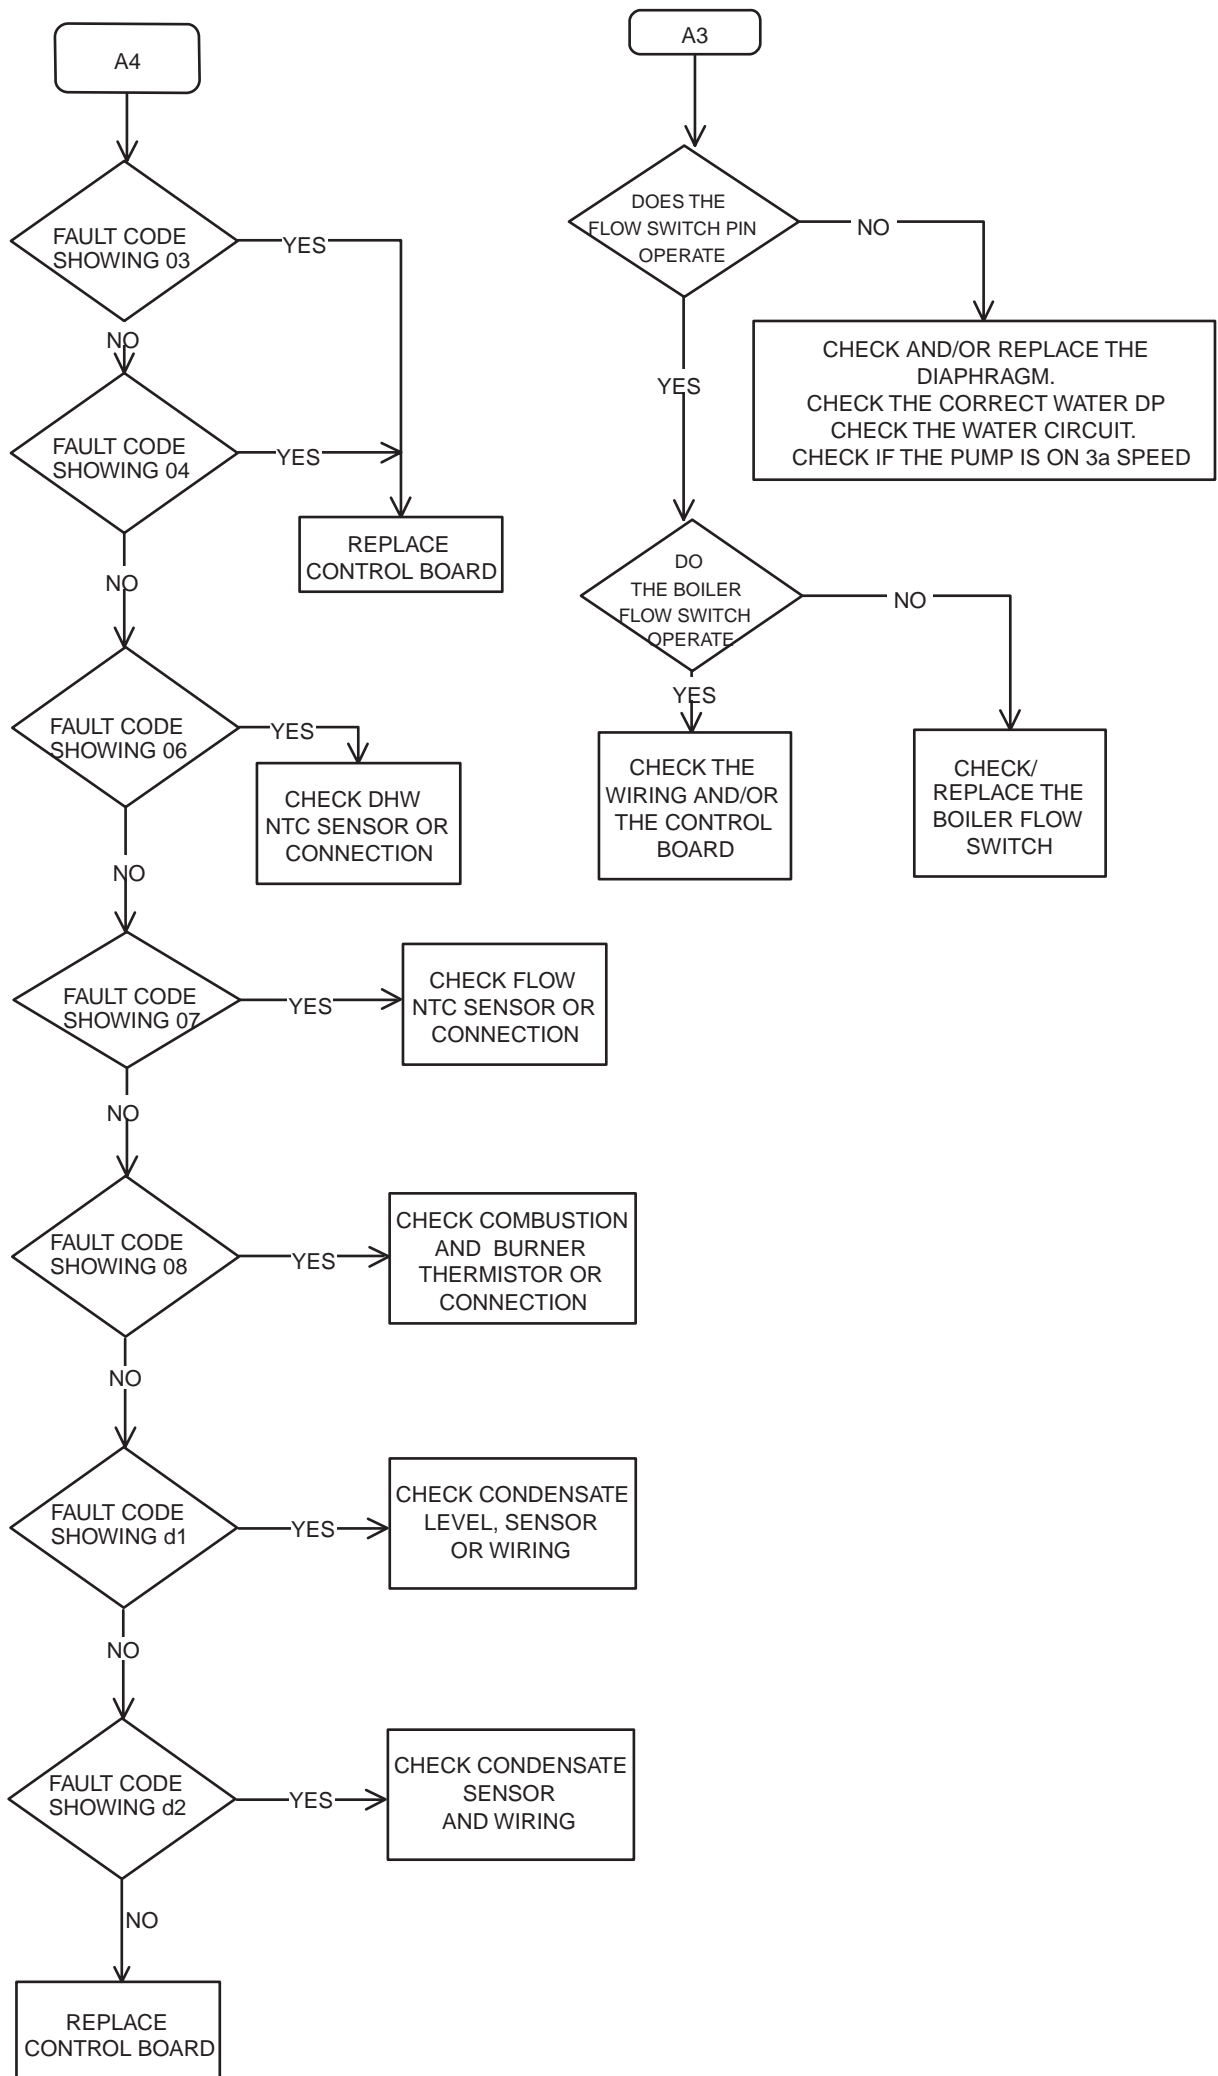 A4
FAULT CODE
SHOWING 03
YES
NO
FAULT CODE
SHOWING 04
YES
REPLACE
CONTROL BOARD
NO
FAULT CODE
SHOWING 06
YES
CHECK DHW
NTC SENSOR OR
CONNECTION
NO
FAULT CODE
SHOWING 07
YES
CHECK FLOW
NTC SENSOR OR
CONNECTION
NO
FAULT CODE
SHOWING 08
YES
CHECK COMBUSTION
AND BURNER
THERMISTOR OR
CONNECTION
NO
FAULT CODE
SHOWING d1
YES
CHECK CONDENSATE
LEVEL, SENSOR
OR WIRING
NO
FAULT CODE
SHOWING d2
YES
CHECK CONDENSATE
SENSOR
AND WIRING
NO
REPLACE
CONTROL BOARD
A3
DOES THE
FLOW SWITCH PIN
OPERATE
NO
CHECK AND/OR REPLACE THE
DIAPHRAGM.
CHECK THE CORRECT WATER DP
CHECK THE WATER CIRCUIT.
CHECK IF THE PUMP IS ON 3a SPEED
YES
DO
THE BOILER
FLOW SWITCH
OPERATE
NO
CHECK/
REPLACE THE
BOILER FLOW
SWITCH
YES
CHECK THE
WIRING AND/OR
THE CONTROL
BOARD